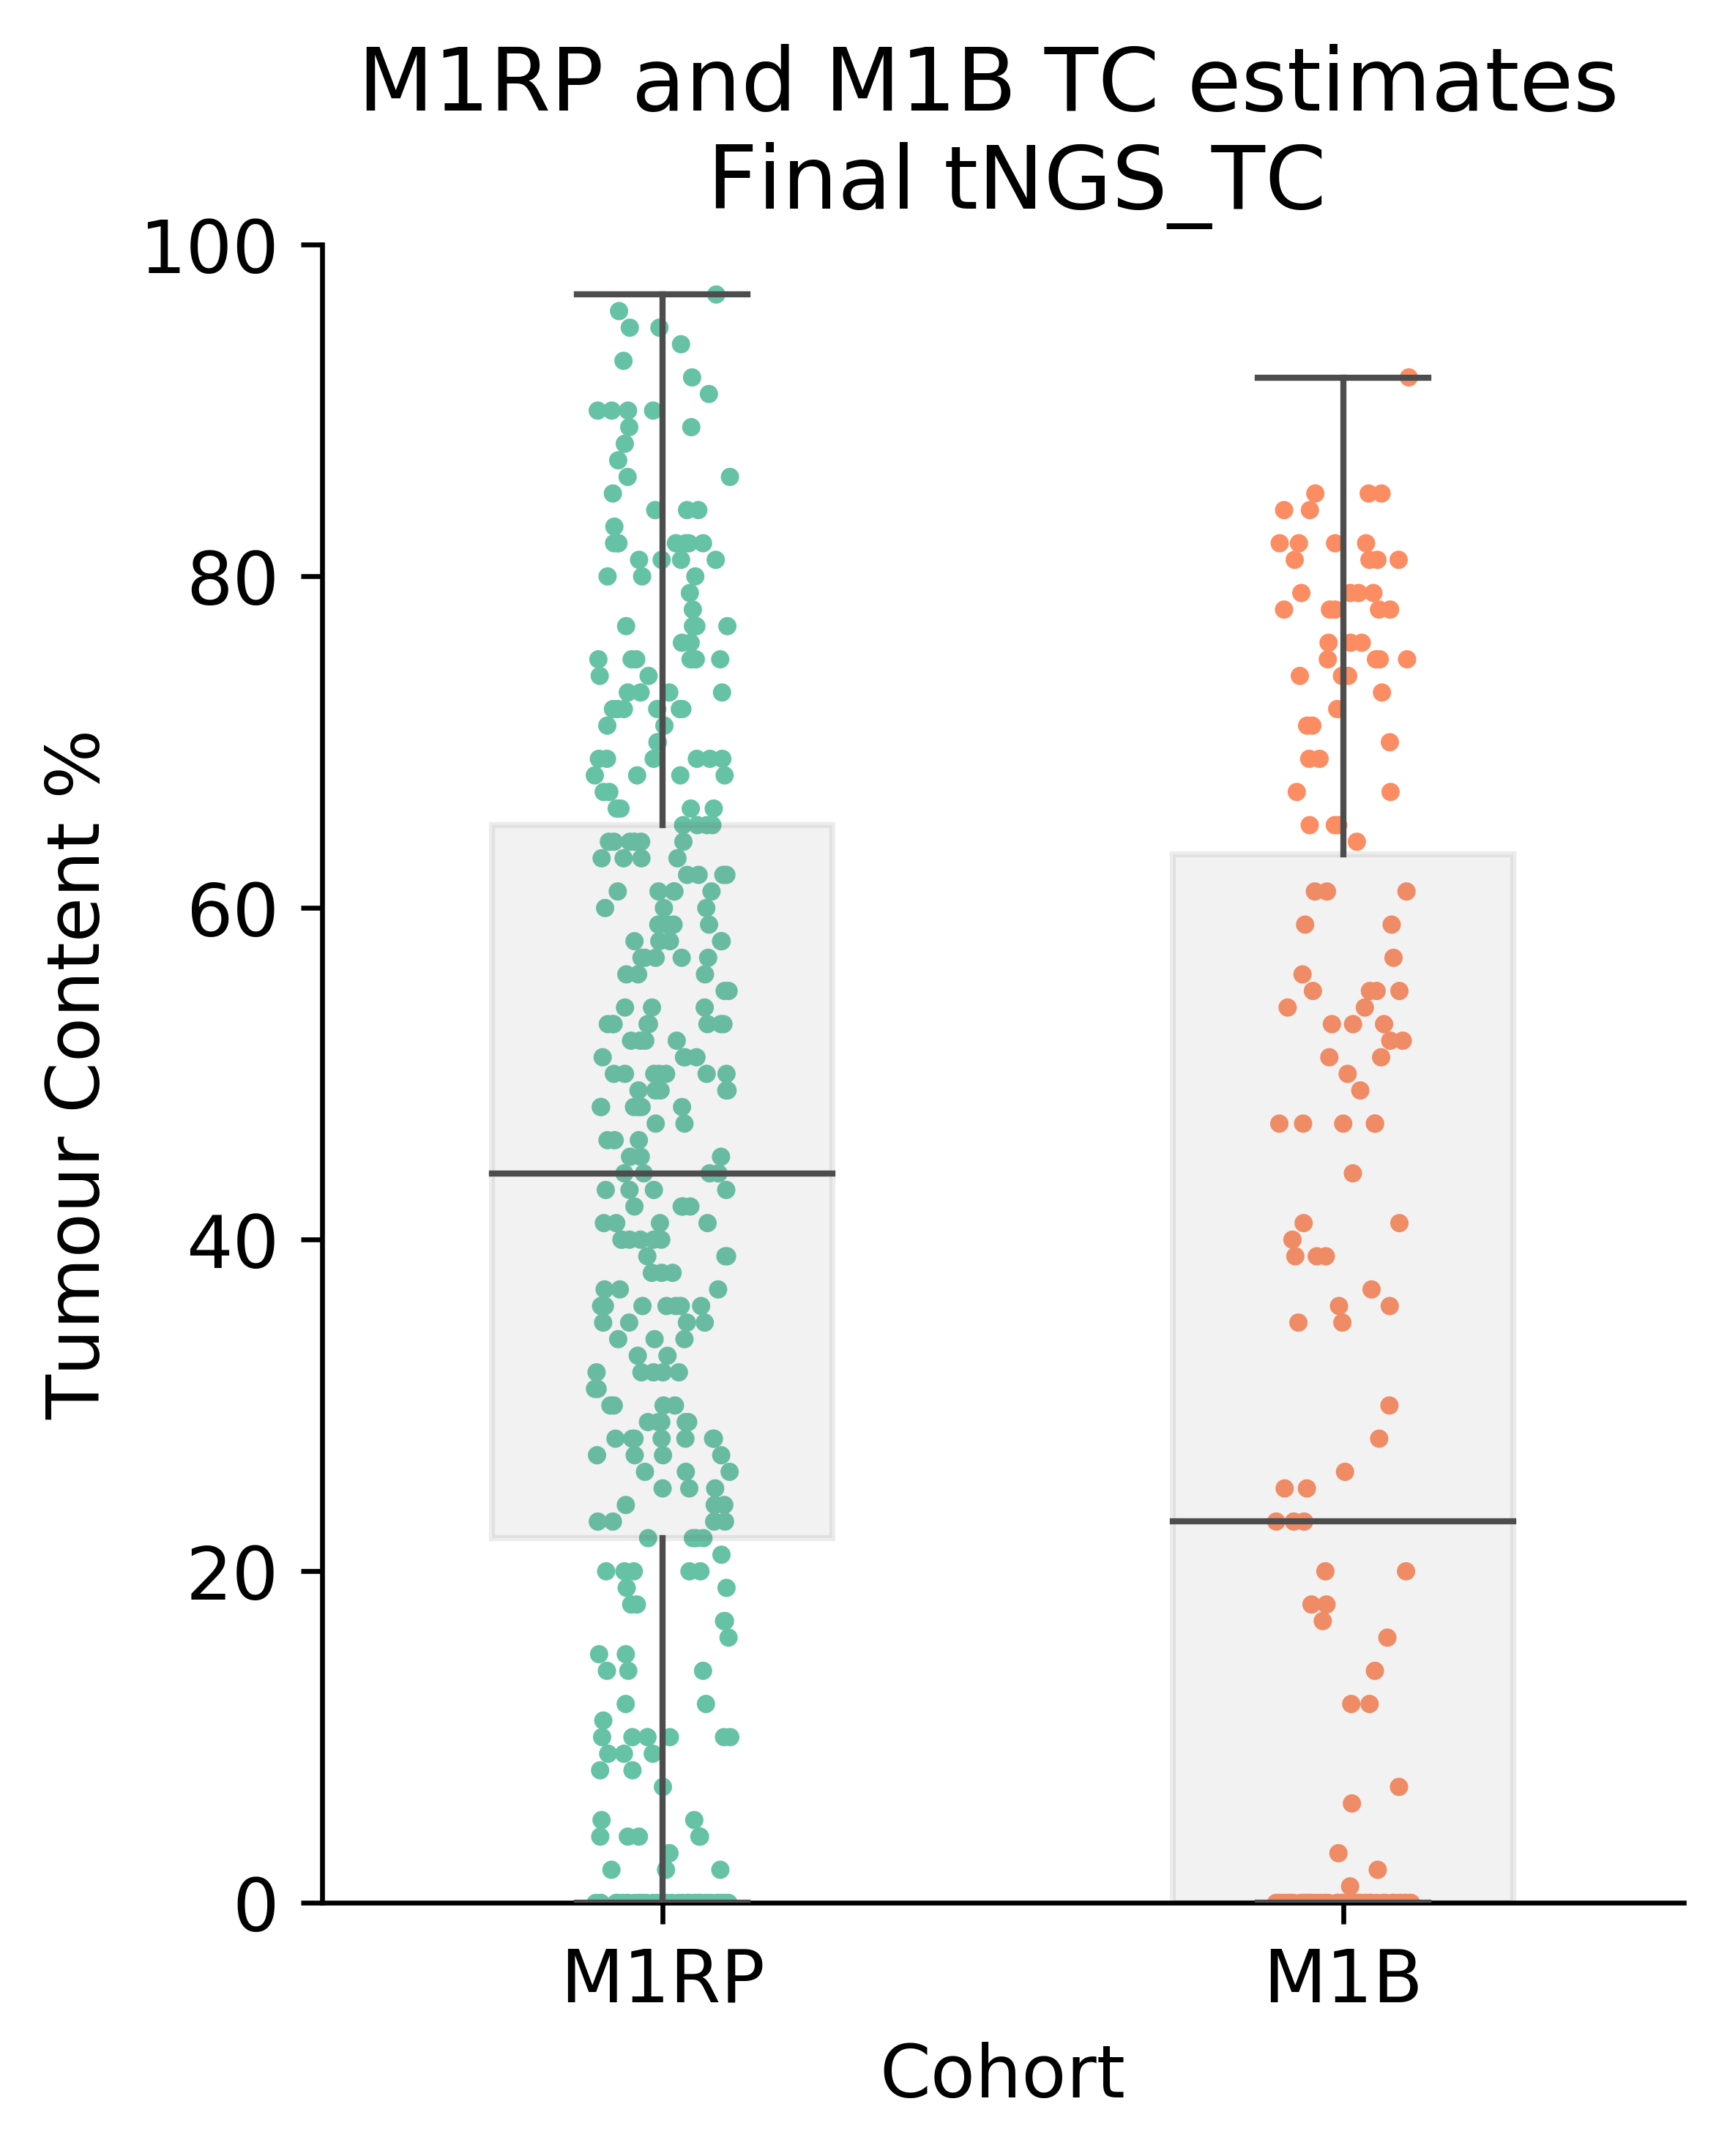 M1RP and M1B TC estimates
Final tNGS_TC
100
80
60
40
20
0
Tumour Content %
M1RP
M1B
Cohort